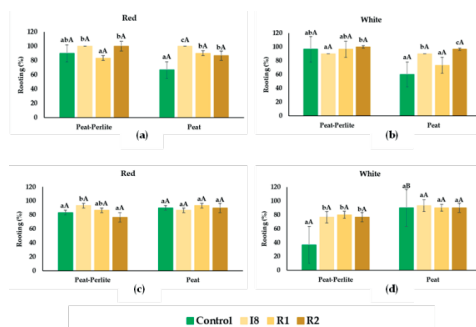 Red
Rooting (%)
120
100
80
60
40
20
0
abA bA aA bA
aA cA bA bA
Peat-Perlite Peat
(a)
White
Rooting (%)
120
100
80
60
40
20
0
aA aA aA aA
aA bA aA cA
Peat-Perlite Peat
(b)
Red
Rooting (%)
120
100
80
60
40
20
0
aA bA abA aA
aA aA aA aA
Peat-Perlite Peat
(c)
White
Rooting (%)
120
100
80
60
40
20
0
aA bA bA bA
aB aA aA aA
Peat-Perlite Peat
(d)
Control I8 R1 R2